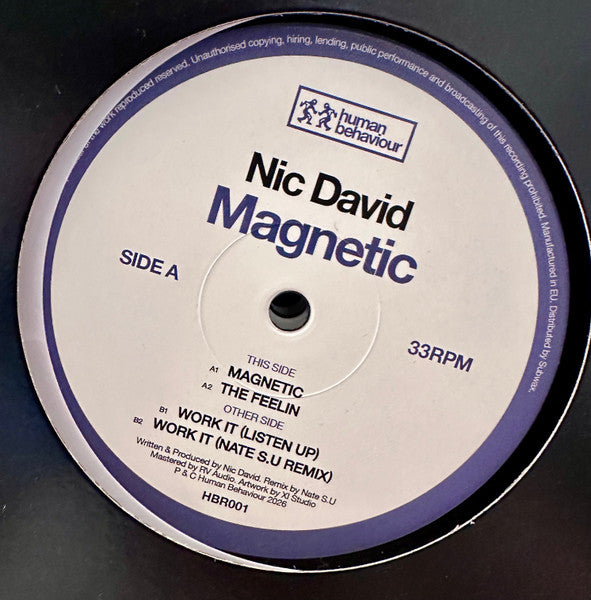 of the work reproduced reserved. Unauthorised copying, hiring, lending, public performance and broadcasting of this recording prohibited. Manufactured in EU. Distributed by Subwax.
human
behaviour
Nic David
Magnetic
SIDE A
33RPM
THIS SIDE
A1 MAGNETIC
A2 THE FEELIN
OTHER SIDE
B1 WORK IT (LISTEN UP)
B2 WORK IT (NATE S.U REMIX)
Written & Produced by Nic David. Remix by Nate S.U
Mastered by RV Audio. Artwork by XI Studio
P & C Human Behaviour 2026
HBR001